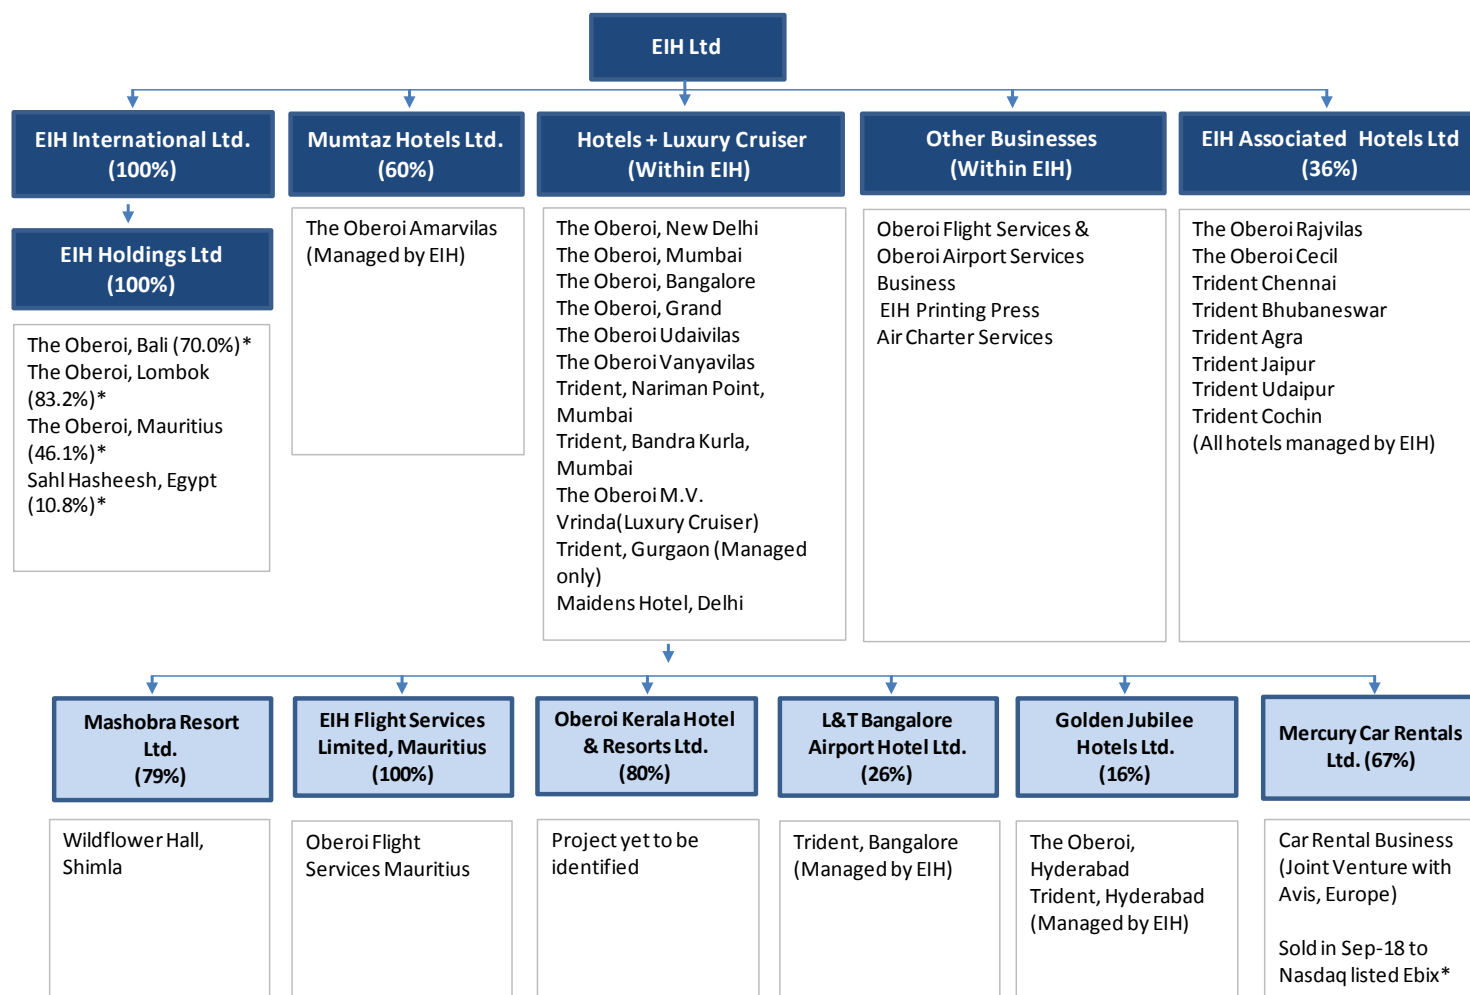 EIH Ltd
EIH International Ltd.
(100%)
Mumtaz Hotels Ltd.
(60%)
Hotels + Luxury Cruiser
(Within EIH)
Other Businesses
(Within EIH)
EIH Associated Hotels Ltd
(36%)
EIH Holdings Ltd
(100%)
The Oberoi, Bali (70.0%)*
The Oberoi, Lombok
(83.2%)*
The Oberoi, Mauritius
(46.1%)*
Sahl Hasheesh, Egypt
(10.8%)*
The Oberoi Amarvilas
(Managed by EIH)
The Oberoi, New Delhi
The Oberoi, Mumbai
The Oberoi, Bangalore
The Oberoi, Grand
The Oberoi Udaivilas
The Oberoi Vanyavilas
Trident, Nariman Point,
Mumbai
Trident, Bandra Kurla,
Mumbai
The Oberoi M.V.
Vrinda(Luxury Cruiser)
Trident, Gurgaon (Managed
only)
Maidens Hotel, Delhi
Oberoi Flight Services &
Oberoi Airport Services
Business
EIH Printing Press
Air Charter Services
The Oberoi Rajvilas
The Oberoi Cecil
Trident Chennai
Trident Bhubaneswar
Trident Agra
Trident Jaipur
Trident Udaipur
Trident Cochin
(All hotels managed by EIH)
Mashobra Resort
Ltd.
(79%)
EIH Flight Services
Limited, Mauritius
(100%)
Oberoi Kerala Hotel
& Resorts Ltd.
(80%)
L&T Bangalore
Airport Hotel Ltd.
(26%)
Golden Jubilee
Hotels Ltd.
(16%)
Mercury Car Rentals
Ltd. (67%)
Wildflower Hall,
Shimla
Oberoi Flight
Services Mauritius
Project yet to be
identified
Trident, Bangalore
(Managed by EIH)
The Oberoi,
Hyderabad
Trident, Hyderabad
(Managed by EIH)
Car Rental Business
(Joint Venture with
Avis, Europe)
Sold in Sep-18 to
Nasdaq listed Ebix*